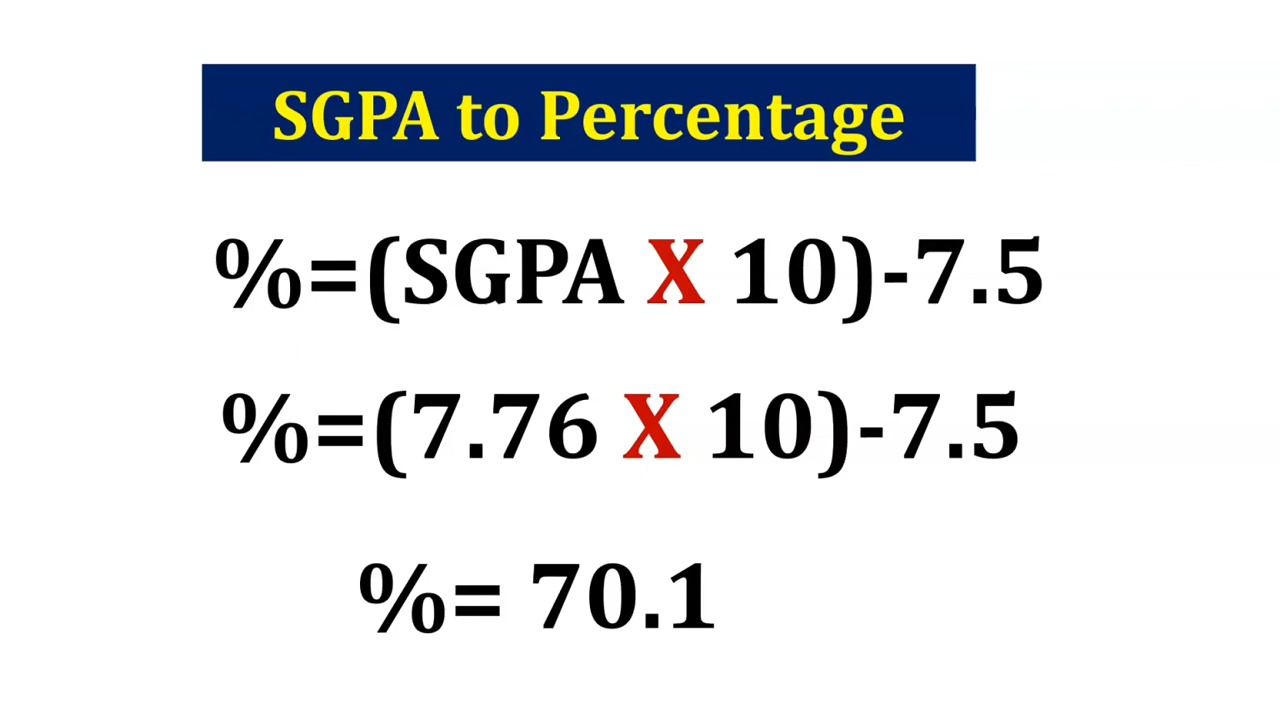 SGPA to Percentage
%=(SGPA X 10)-7.5
%=(7.76 X 10)-7.5
%= 70.1